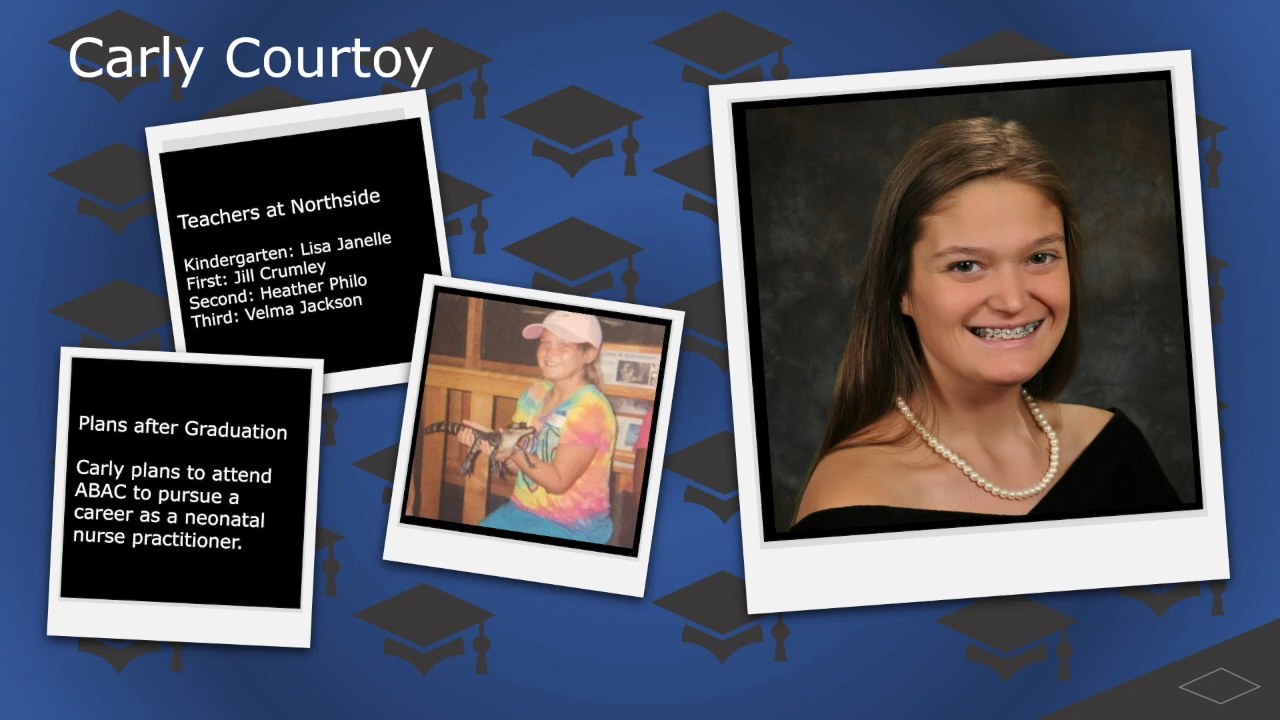 Carly Courtoy
Teachers at Northside
Kindergarten: Lisa Janelle
First: Jill Crumley
Second: Heather Philo
Third: Velma Jackson
Plans after Graduation
Carly plans to attend
ABAC to pursue a
career as a neonatal
nurse practitioner.